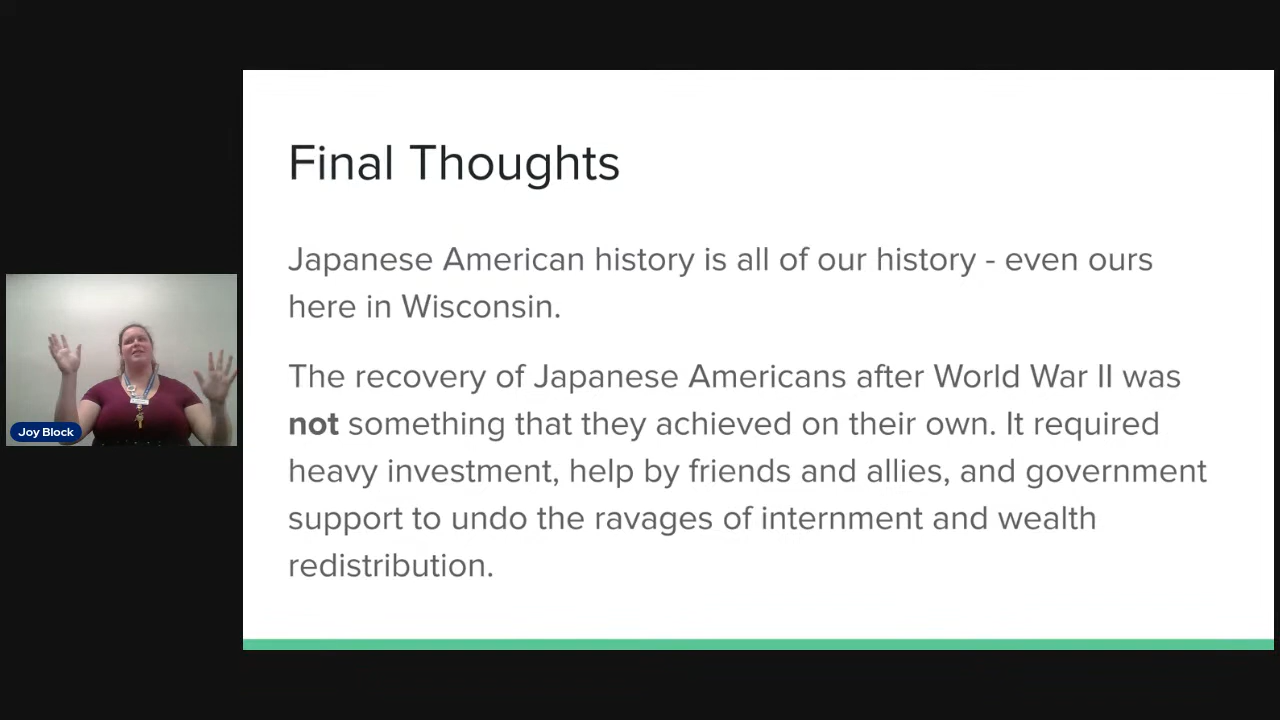 Final Thoughts
Japanese American history is all of our history - even ours
here in Wisconsin.
The recovery of Japanese Americans after World War II was
not something that they achieved on their own. It required
heavy investment, help by friends and allies, and government
support to undo the ravages of internment and wealth
redistribution.
Joy Block